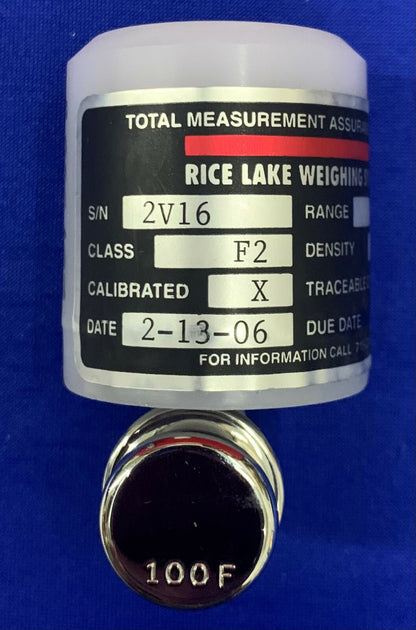 TOTAL MEASUREMENT
RICE LAKE WEIGHING
S/N 2V16 RANGE
CLASS F2 DENSITY
CALIBRATED X TRACEABLE
DATE 2-13-06 DUE DATE
FOR INFORMATION CALL
100F